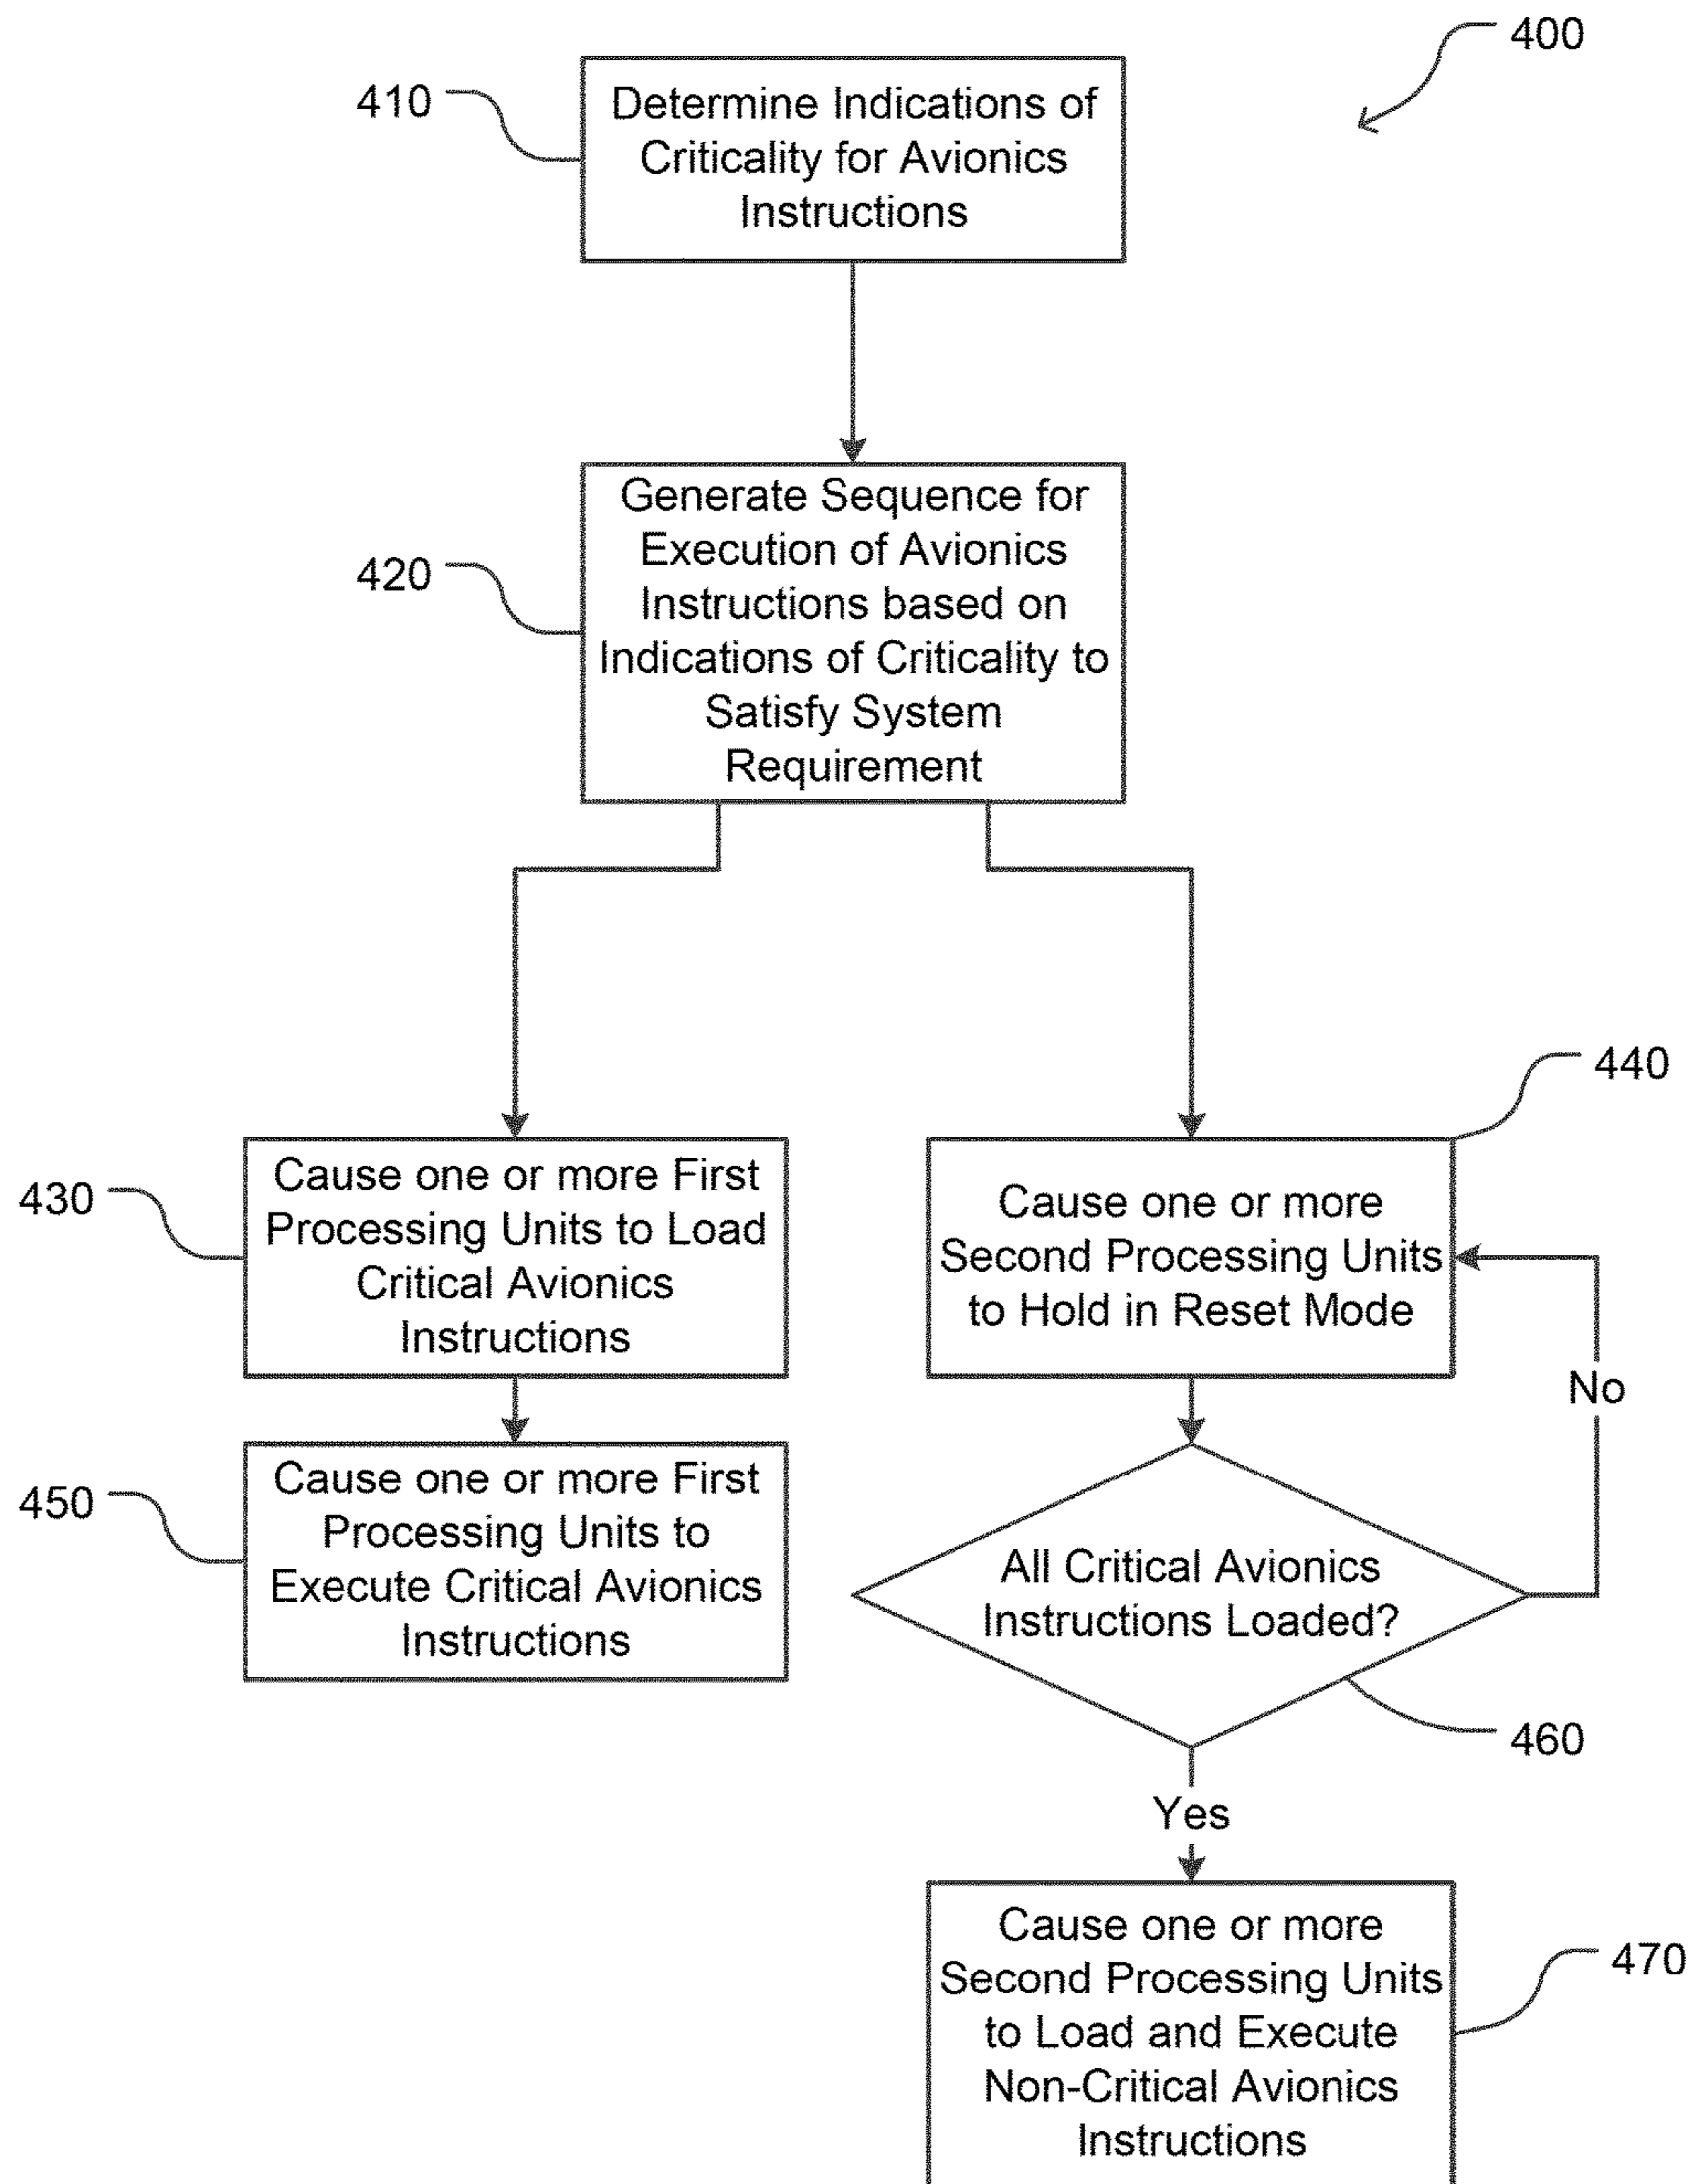 400
410
Determine Indications of
Criticality for Avionics
Instructions
420
Generate Sequence for
Execution of Avionics
Instructions based on
Indications of Criticality to
Satisfy System
Requirement
430
Cause one or more First
Processing Units to Load
Critical Avionics
Instructions
440
Cause one or more
Second Processing Units
to Hold in Reset Mode
No
450
Cause one or more First
Processing Units to
Execute Critical Avionics
Instructions
All Critical Avionics
Instructions Loaded?
460
Yes
Cause one or more
Second Processing Units
to Load and Execute
Non-Critical Avionics
Instructions
470